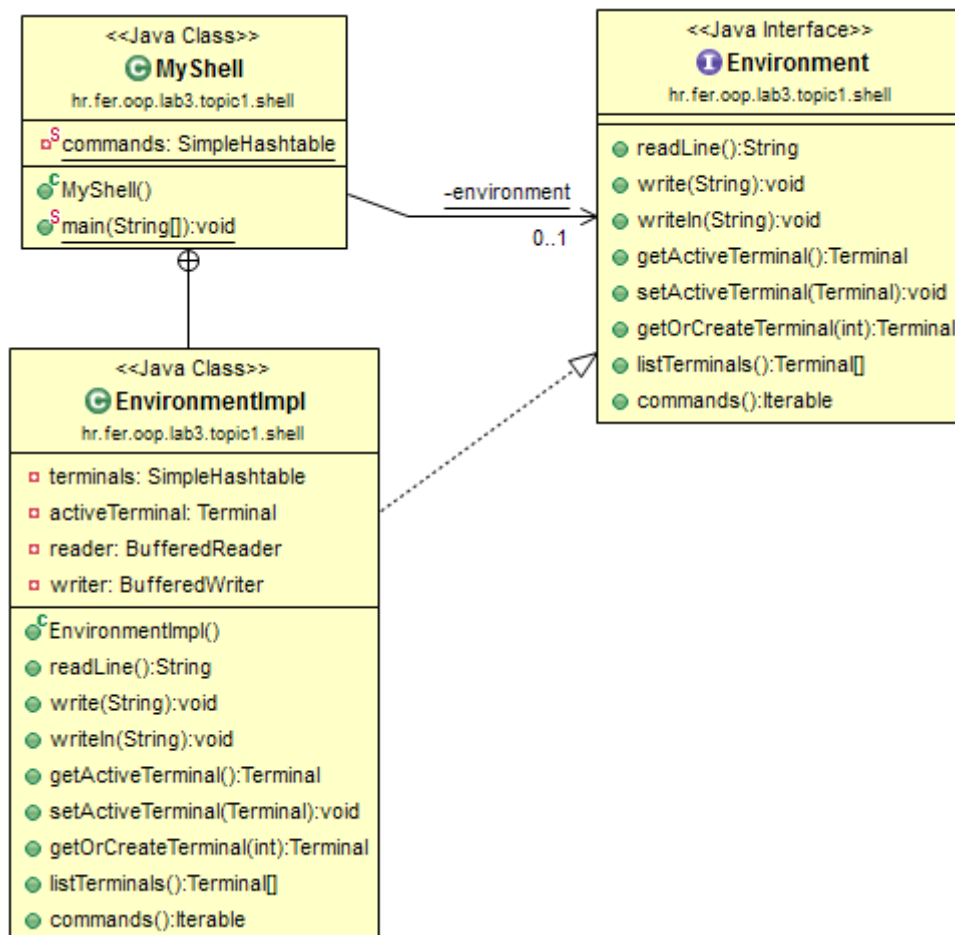 <<Java Class>>
MyShell
hr.fer.oop.lab3.topic1.shell
commands: SimpleHashtable
MyShell()
main(String[]):void
-environment
0..1
<<Java Interface>>
Environment
hr.fer.oop.lab3.topic1.shell
readLine():String
write(String):void
writeln(String):void
getActiveTerminal():Terminal
setActiveTerminal(Terminal):void
getOrCreateTerminal(int):Terminal
listTerminals():Terminal[]
commands():Iterable
<<Java Class>>
EnvironmentImpl
hr.fer.oop.lab3.topic1.shell
terminals: SimpleHashtable
activeTerminal: Terminal
reader: BufferedReader
writer: BufferedWriter
EnvironmentImpl()
readLine():String
write(String):void
writeln(String):void
getActiveTerminal():Terminal
setActiveTerminal(Terminal):void
getOrCreateTerminal(int):Terminal
listTerminals():Terminal[]
commands():Iterable